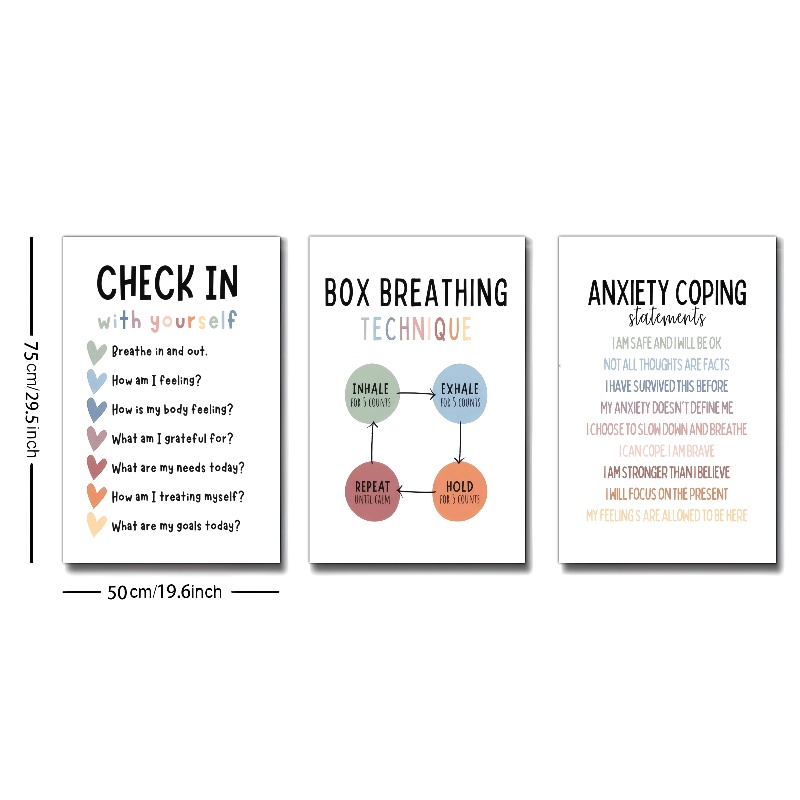 75cm/29.5inch
50cm/19.6inch
CHECK IN
with yourself
Breathe in and out.
How am I feeling?
How is my body feeling?
What am I grateful for?
What are my needs today?
How am I treating myself?
What are my goals today?
BOX BREATHING
TECHNIQUE
INHALE
FOR 5 COUNTS
EXHALE
FOR 5 COUNTS
HOLD
FOR 5 COUNTS
REPEAT
UNTIL CALM
ANXIETY COPING
statements
I AM SAFE AND I WILL BE OK
NOT ALL THOUGHTS ARE FACTS
I HAVE SURVIVED THIS BEFORE
MY ANXIETY DOESN'T DEFINE ME
I CHOOSE TO SLOW DOWN AND BREATHE
I CAN COPE. I AM BRAVE
I AM STRONGER THAN I BELIEVE
I WILL FOCUS ON THE PRESENT
MY FEELINGS ARE ALLOWED TO BE HERE